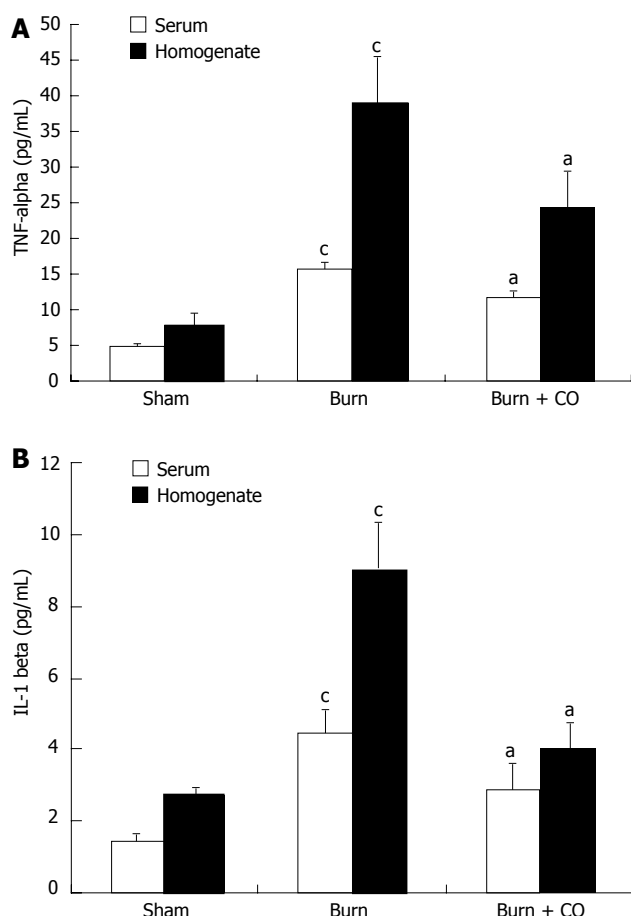 A
Serum
Homogenate
TNF-alpha (pg/mL)
50
45
40
35
30
25
20
15
10
5
0
c
c
a
a
Sham Burn Burn + CO
B
Serum
Homogenate
IL-1 beta (pg/mL)
12
10
8
6
4
2
0
c
c
a
a
Sham Burn Burn + CO